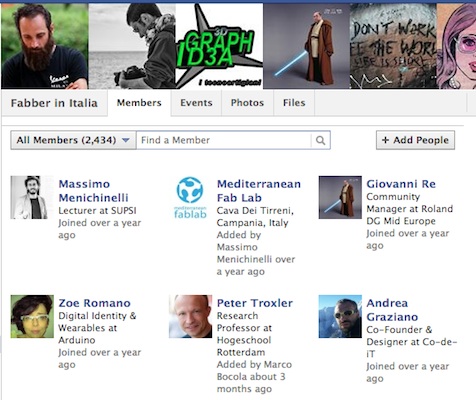 GRAPH
ID3A
i tecnoartigiani
DON'T WORK
LIFE IS
Fabber in Italia
Members
Events
Photos
Files
All Members (2,434)
Find a Member
+ Add People
Massimo
Menichinelli
Lecturer at SUPSI
Joined over a year
ago
mediterranean
fablab
Mediterranean
Fab Lab
Cava Dei Tirreni,
Campania, Italy
Added by
Massimo
Menichinelli over
a year ago
Giovanni Re
Community
Manager at Roland
DG Mid Europe
Joined over a year
ago
Zoe Romano
Digital Identity &
Wearables at
Arduino
Joined over a year
ago
Peter Troxler
Research
Professor at
Hogeschool
Rotterdam
Added by Marco
Bocola about 3
months ago
Andrea
Graziano
Co-Founder &
Designer at Co-de-
iT
Joined over a year
ago